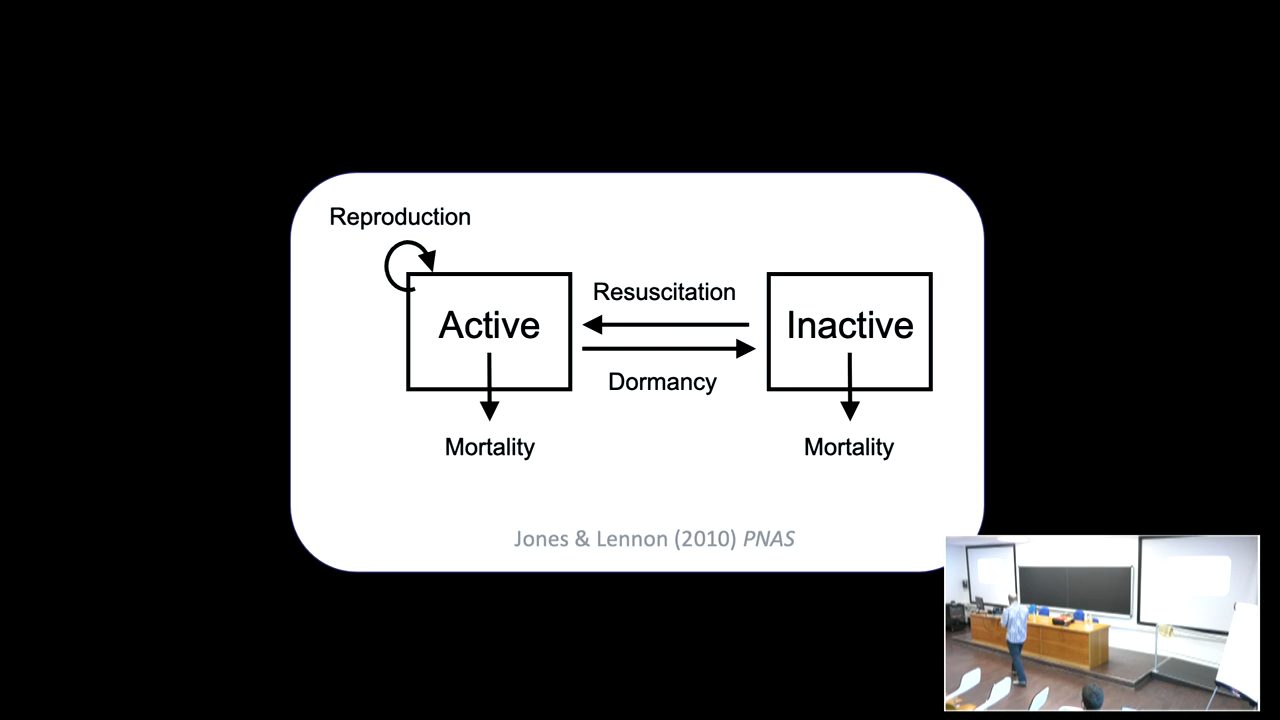 Reproduction
Resuscitation
Active
Inactive
Dormancy
Mortality
Mortality
Jones & Lennon (2010) PNAS